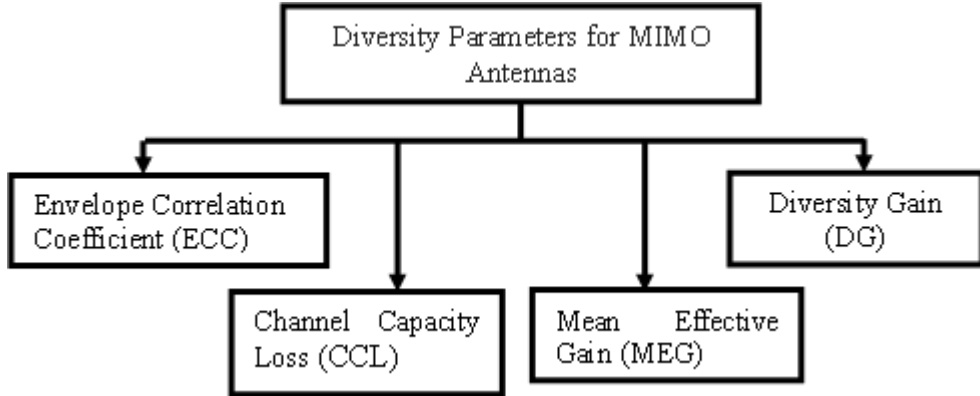 Diversity Parameters for MIMO
Antennas
Envelope Correlation
Coefficient (ECC)
Diversity Gain
(DG)
Channel Capacity
Loss (CCL)
Mean Effective
Gain (MEG)